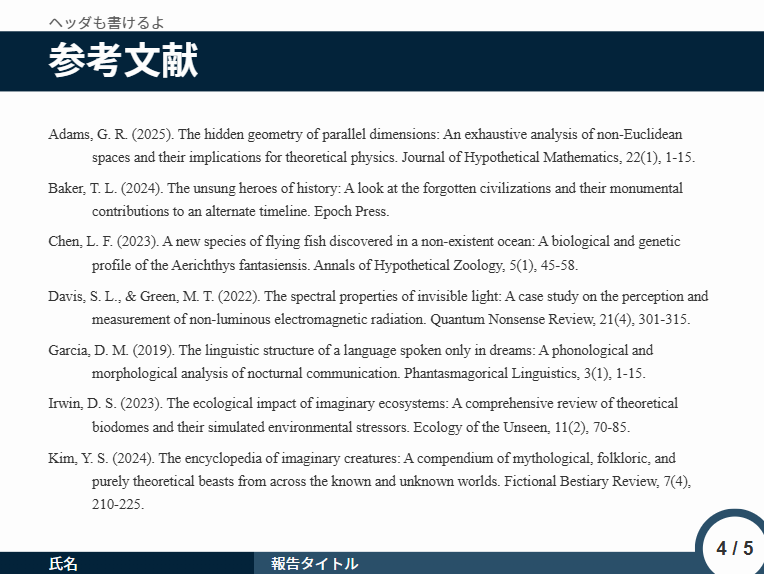 ヘッダも書けるよ
参考文献
Adams, G. R. (2025). The hidden geometry of parallel dimensions: An exhaustive analysis of non-Euclidean
spaces and their implications for theoretical physics. Journal of Hypothetical Mathematics, 22(1), 1-15.
Baker, T. L. (2024). The unsung heroes of history: A look at the forgotten civilizations and their monumental
contributions to an alternate timeline. Epoch Press.
Chen, L. F. (2023). A new species of flying fish discovered in a non-existent ocean: A biological and genetic
profile of the Aerichthys fantasiensis. Annals of Hypothetical Zoology, 5(1), 45-58.
Davis, S. L., & Green, M. T. (2022). The spectral properties of invisible light: A case study on the perception and
measurement of non-luminous electromagnetic radiation. Quantum Nonsense Review, 21(4), 301-315.
Garcia, D. M. (2019). The linguistic structure of a language spoken only in dreams: A phonological and
morphological analysis of nocturnal communication. Phantasmagorical Linguistics, 3(1), 1-15.
Irwin, D. S. (2023). The ecological impact of imaginary ecosystems: A comprehensive review of theoretical
biodomes and their simulated environmental stressors. Ecology of the Unseen, 11(2), 70-85.
Kim, Y. S. (2024). The encyclopedia of imaginary creatures: A compendium of mythological, folkloric, and
purely theoretical beasts from across the known and unknown worlds. Fictional Bestiary Review, 7(4),
210-225.
4 / 5
氏名
報告タイトル